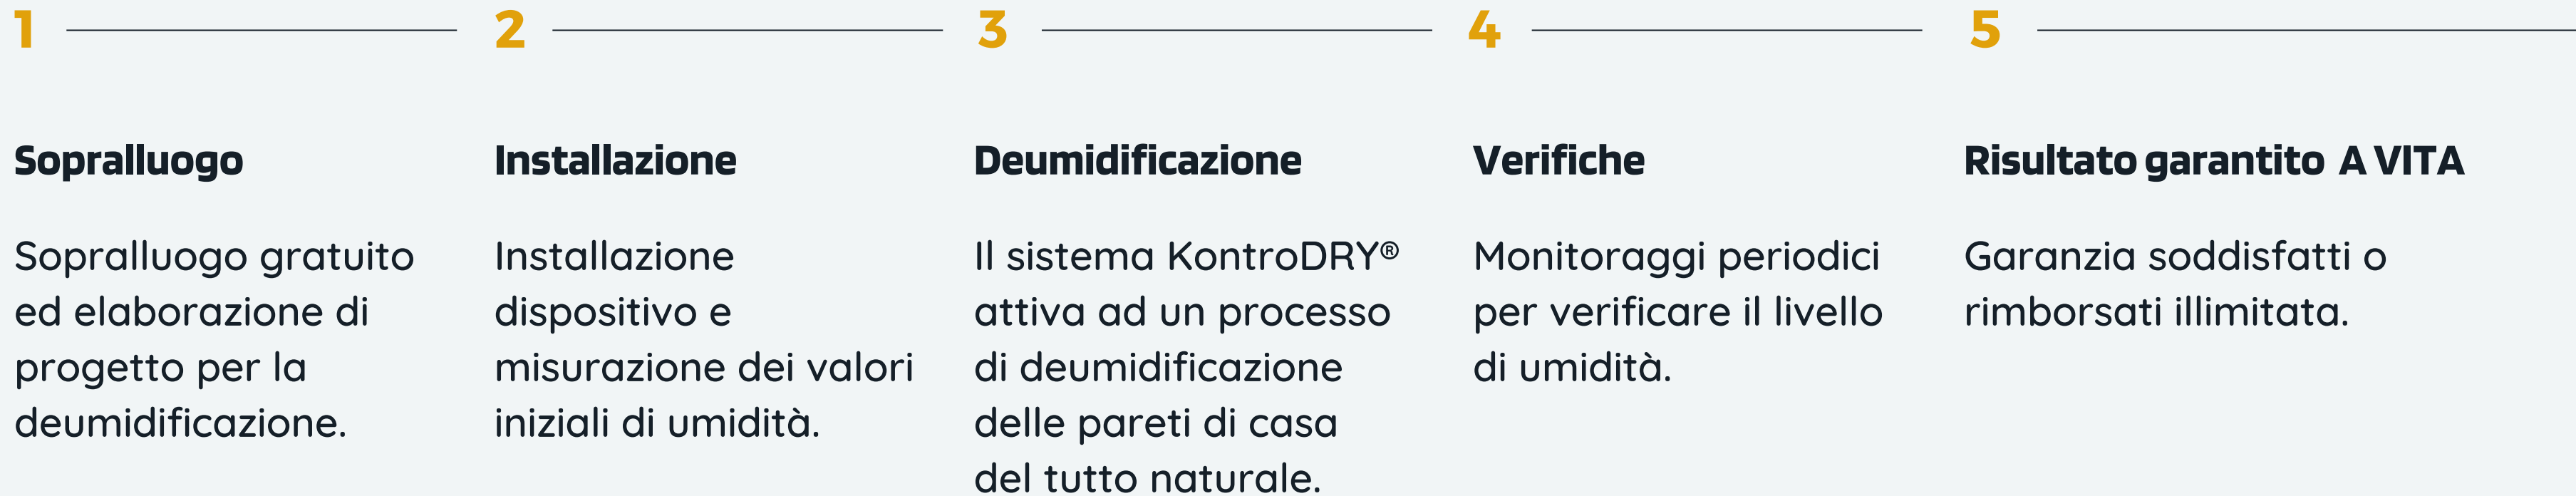 1
2
3
4
5
Sopralluogo
Sopralluogo gratuito
ed elaborazione di
progetto per la
deumidificazione.
Installazione
Installazione
dispositivo e
misurazione dei valori
iniziali di umidità.
Deumidificazione
Il sistema KontroDRY®
attiva ad un processo
di deumidificazione
delle pareti di casa
del tutto naturale.
Verifiche
Monitoraggi periodici
per verificare il livello
di umidità.
Risultato garantito A VITA
Garanzia soddisfatti o
rimborsati illimitata.